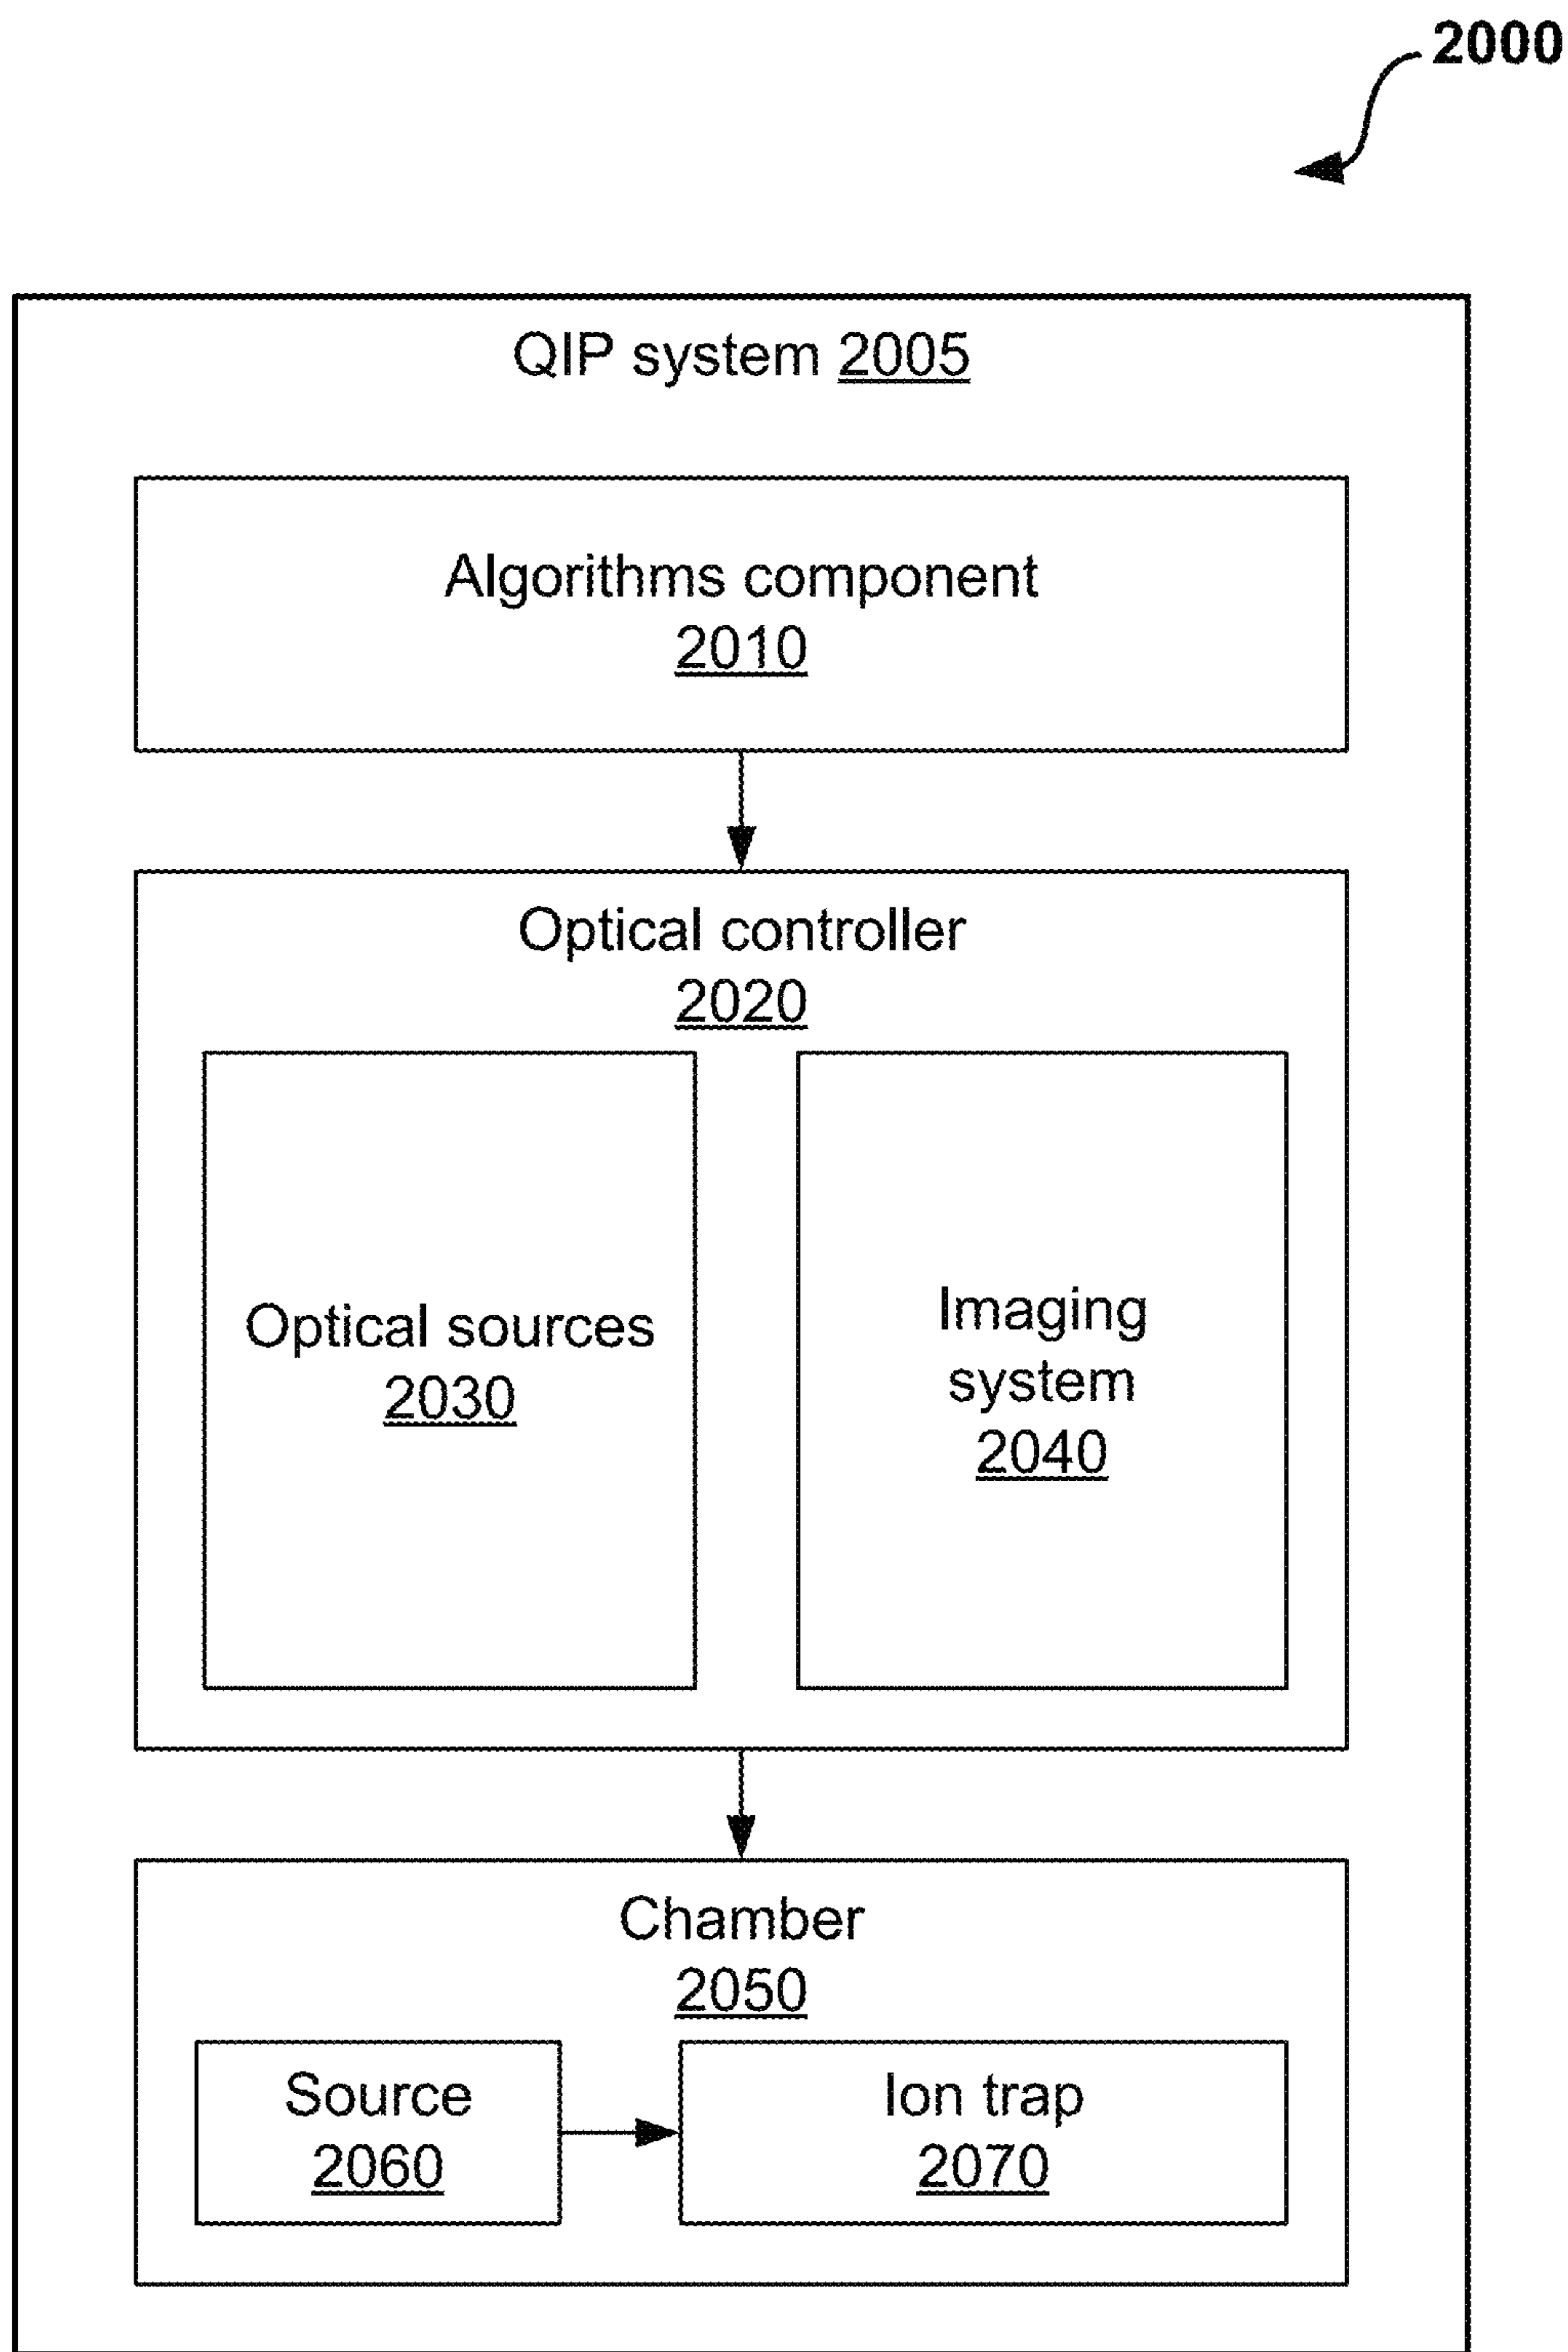 2000
QIP system 2005
Algorithms component
2010
Optical controller
2020
Optical sources
2030
Imaging
system
2040
Chamber
2050
Source
2060
Ion trap
2070